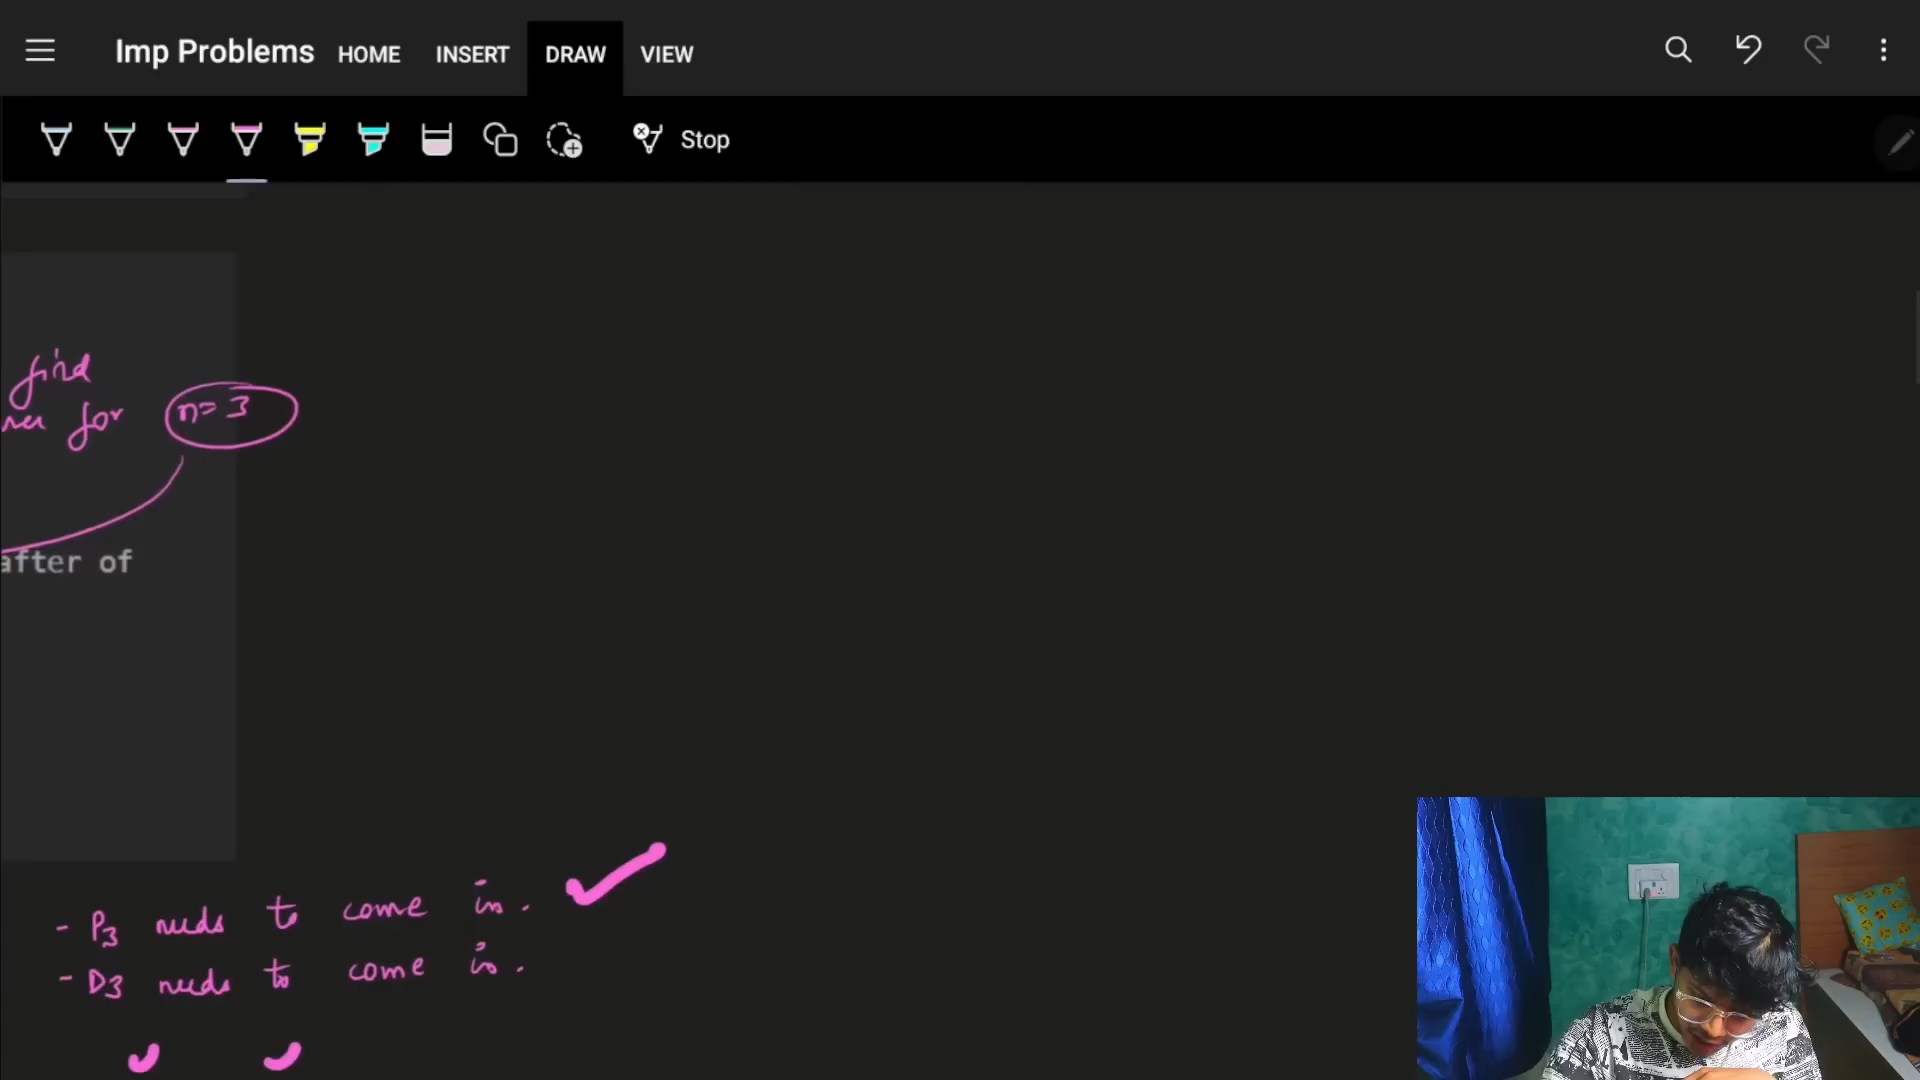 Imp Problems HOME INSERT DRAW VIEW
Stop
find
for n=3
after of
- P3 needs to come in.
- D3 needs to come in.